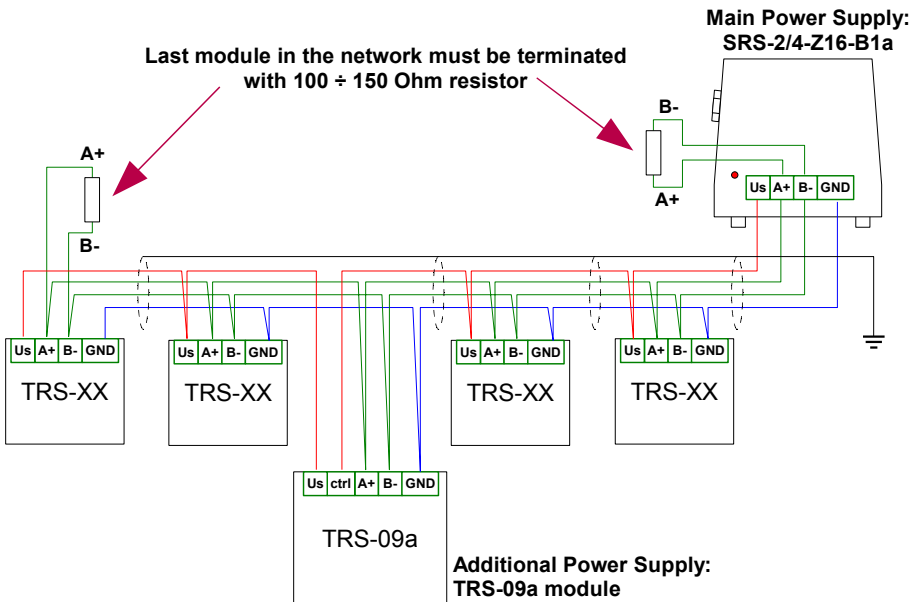 Main Power Supply:
SRS-2/4-Z16-B1a
Last module in the network must be terminated
with 100 ÷ 150 Ohm resistor
B-
A+
A+
B-
Us A+ B- GND
Us A+ B- GND
Us A+ B- GND
Us A+ B- GND
Us A+ B- GND
TRS-XX
TRS-XX
TRS-XX
TRS-XX
Us ctrl A+ B- GND
TRS-09a
Additional Power Supply:
TRS-09a module